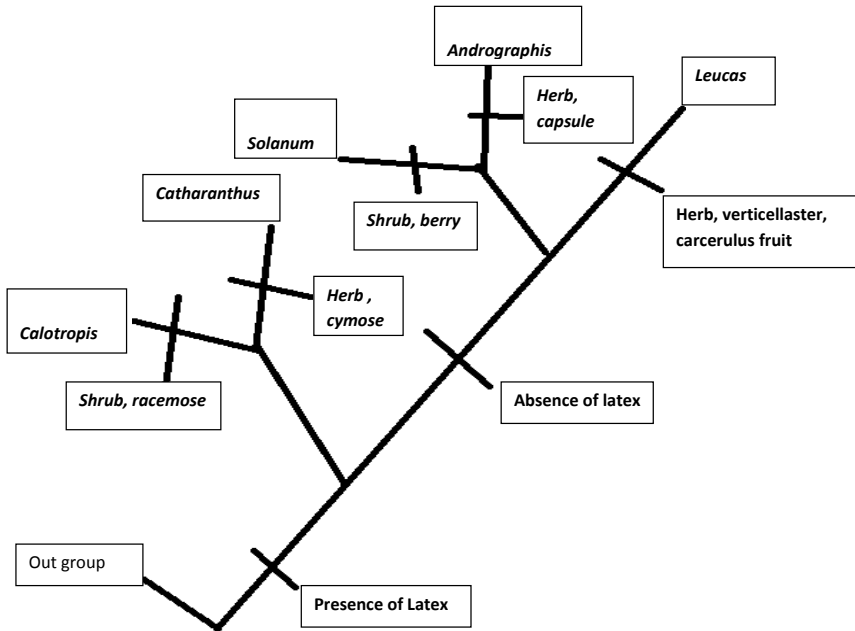 Andrographis
Leucas
Herb,
capsule
Solanum
Catharanthus
Shrub, berry
Herb, verticellaster,
carcerulus fruit
Herb ,
cymose
Calotropis
Shrub, racemose
Absence of latex
Out group
Presence of Latex